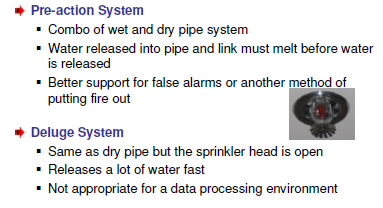 Pre-action System
Combo of wet and dry pipe system
Water released into pipe and link must melt before water
is released
Better support for false alarms or another method of
putting fire out
Deluge System
Same as dry pipe but the sprinkler head is open
Releases a lot of water fast
Not appropriate for a data processing environment